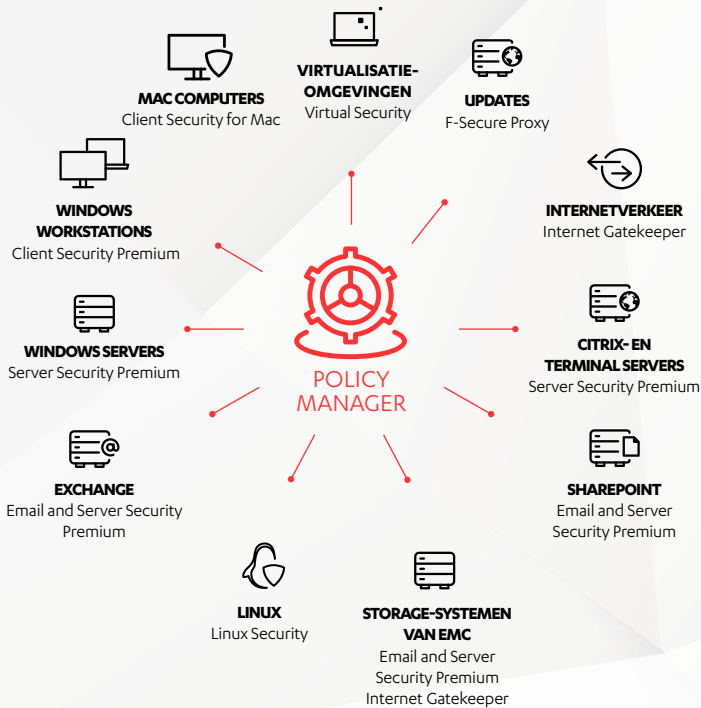 MAC COMPUTERS
Client Security for Mac
VIRTUALISATIE-
OMGEVINGEN
Virtual Security
UPDATES
F-Secure Proxy
WINDOWS
WORKSTATIONS
Client Security Premium
INTERNETVERKEER
Internet Gatekeeper
WINDOWS SERVERS
Server Security Premium
POLICY
MANAGER
CITRIX- EN
TERMINAL SERVERS
Server Security Premium
EXCHANGE
Email and Server Security
Premium
SHAREPOINT
Email and Server
Security Premium
LINUX
Linux Security
STORAGE-SYSTEMEN
VAN EMC
Email and Server
Security Premium
Internet Gatekeeper